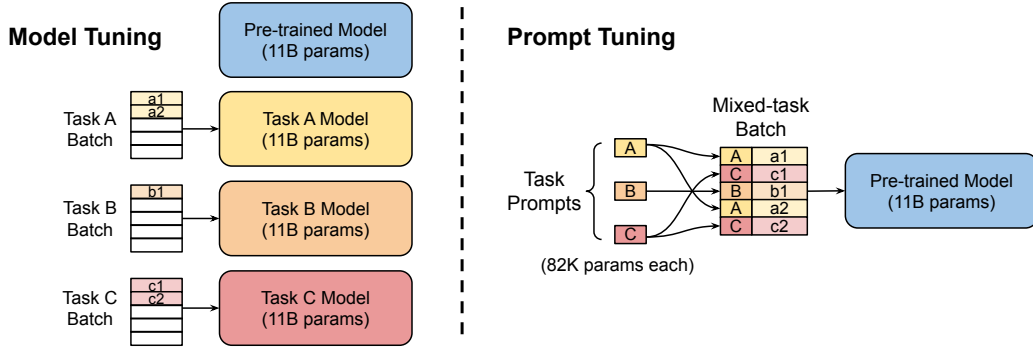 Model Tuning
Pre-trained Model
(11B params)
Task A
Batch
a1
a2
Task A Model
(11B params)
Task B
Batch
b1
Task B Model
(11B params)
Task C
Batch
c1
c2
Task C Model
(11B params)
Prompt Tuning
Mixed-task
Batch
Task
Prompts
A
B
C
(82K params each)
A a1
C c1
B b1
A a2
C c2
Pre-trained Model
(11B params)